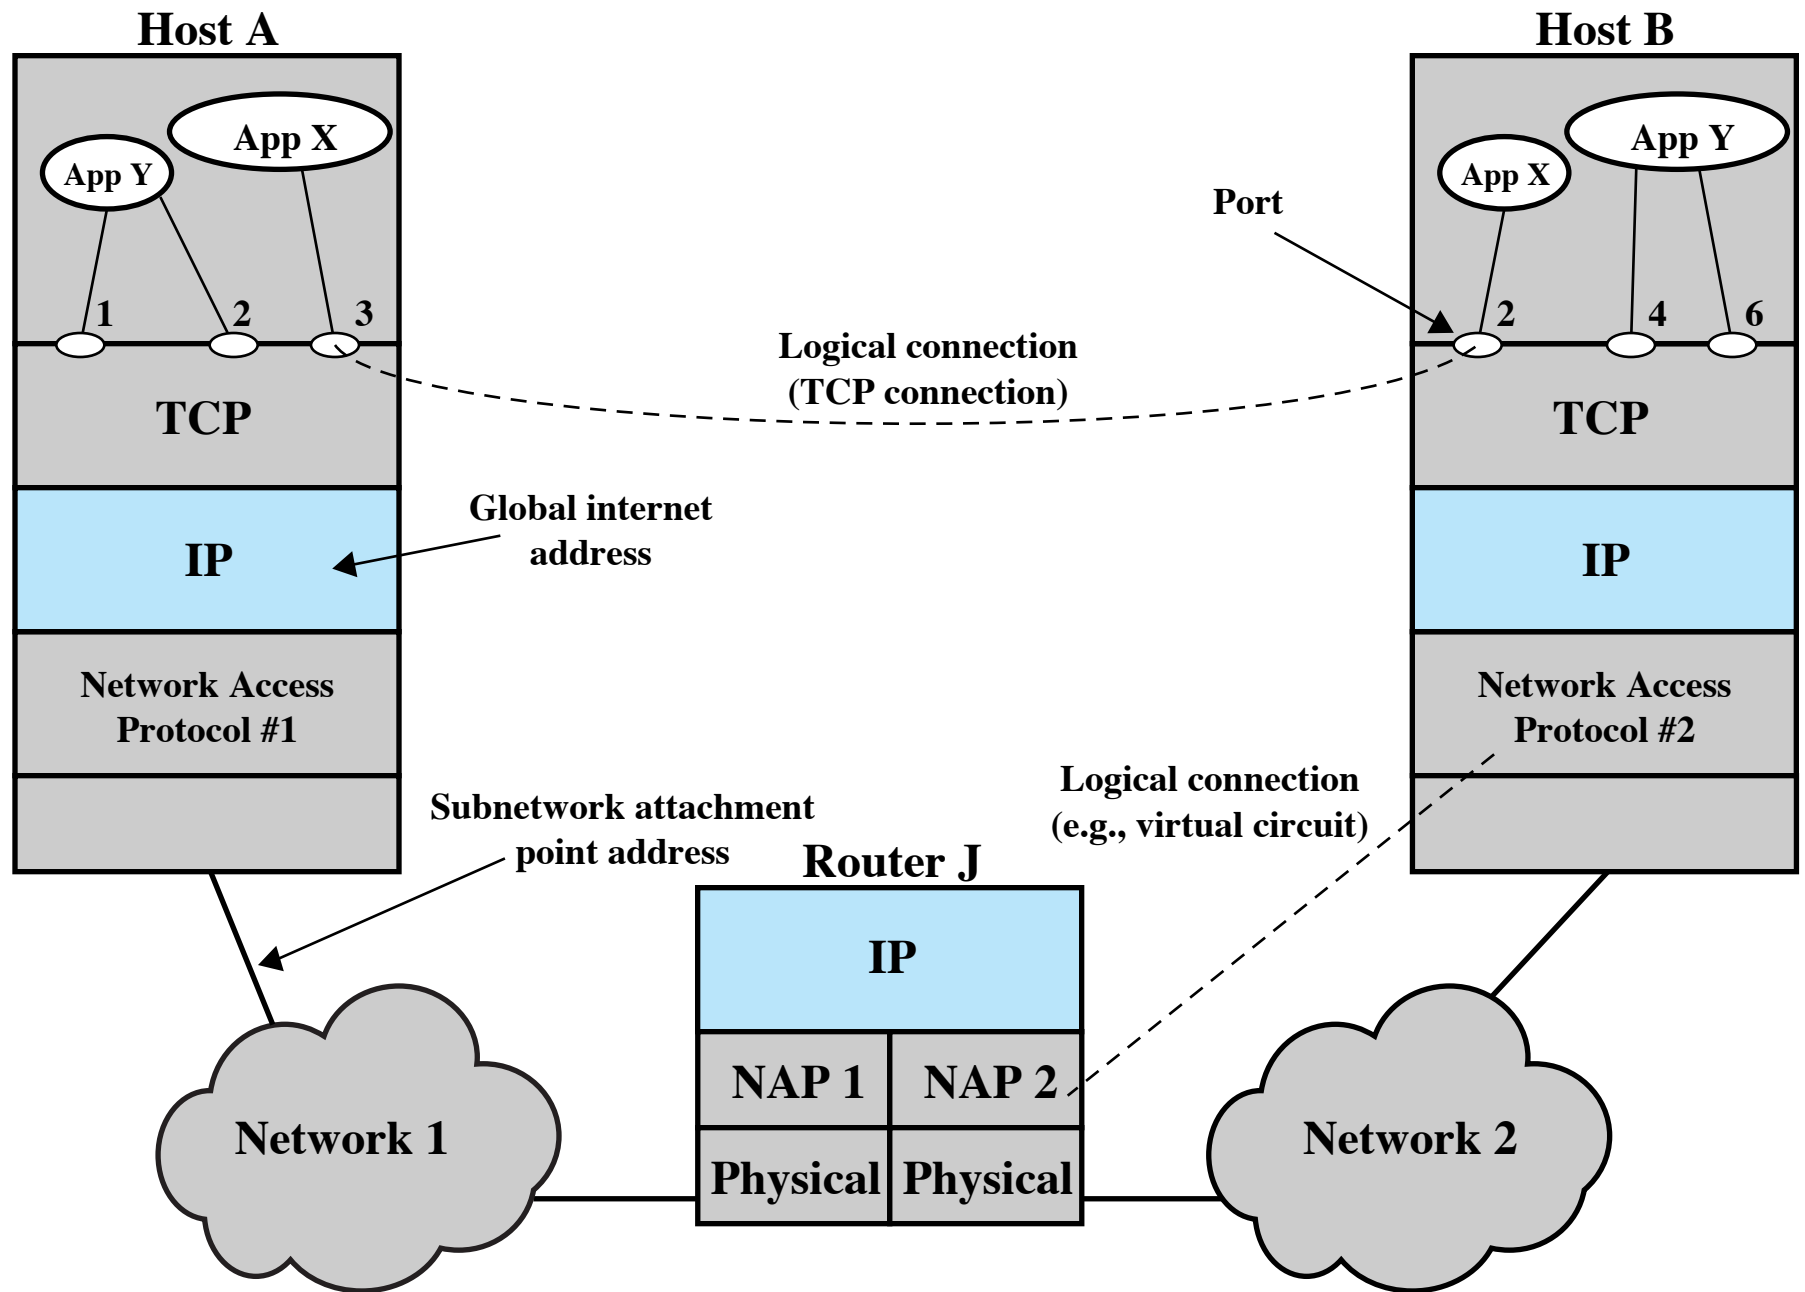 Host A
App X
App Y
1
2
3
TCP
IP
Network Access
Protocol #1
Host B
App Y
App X
Port
2
4
6
TCP
IP
Network Access
Protocol #2
Logical connection
(TCP connection)
Global internet
address
Subnetwork attachment
point address
Logical connection
(e.g., virtual circuit)
Router J
IP
NAP 1
NAP 2
Physical
Physical
Network 1
Network 2